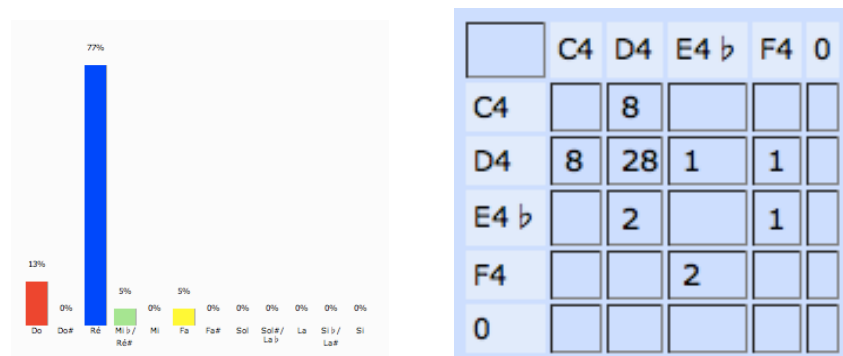 77%
13%
5%
5%
0% 0% 0% 0% 0% 0% 0% 0%
Do Do# Ré Mi♭/ Mi Fa Fa# Sol Sol#/ La Si♭/ Si
Ré# La♭ La#
C4 D4 E4♭ F4 0
C4 8
D4 8 28 1 1
E4♭ 2 1
F4 2
0